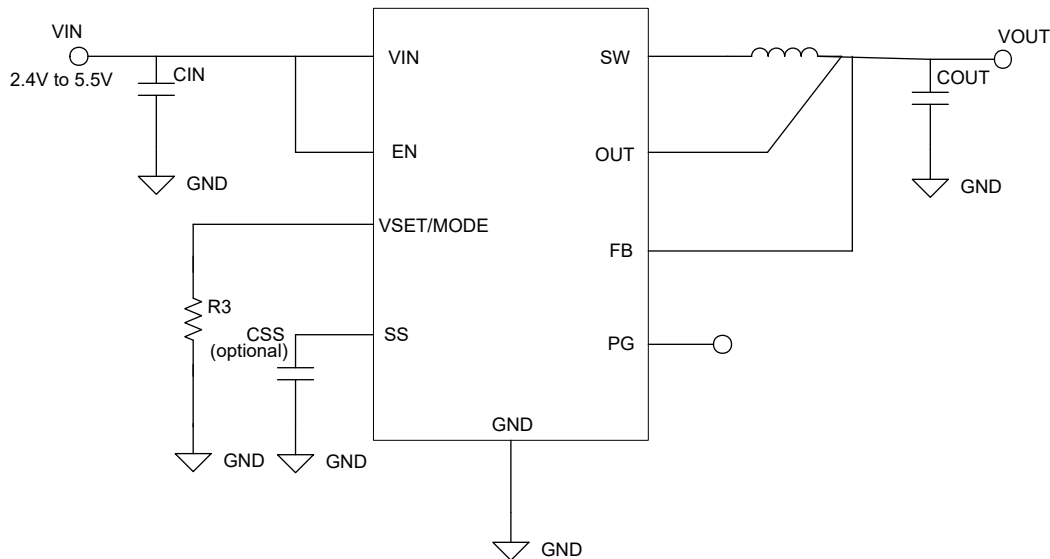 VIN
2.4V to 5.5V
CIN
GND
VIN
EN
VSET/MODE
SS
R3
GND
CSS
(optional)
GND
GND
GND
SW
OUT
FB
PG
VOUT
COUT
GND